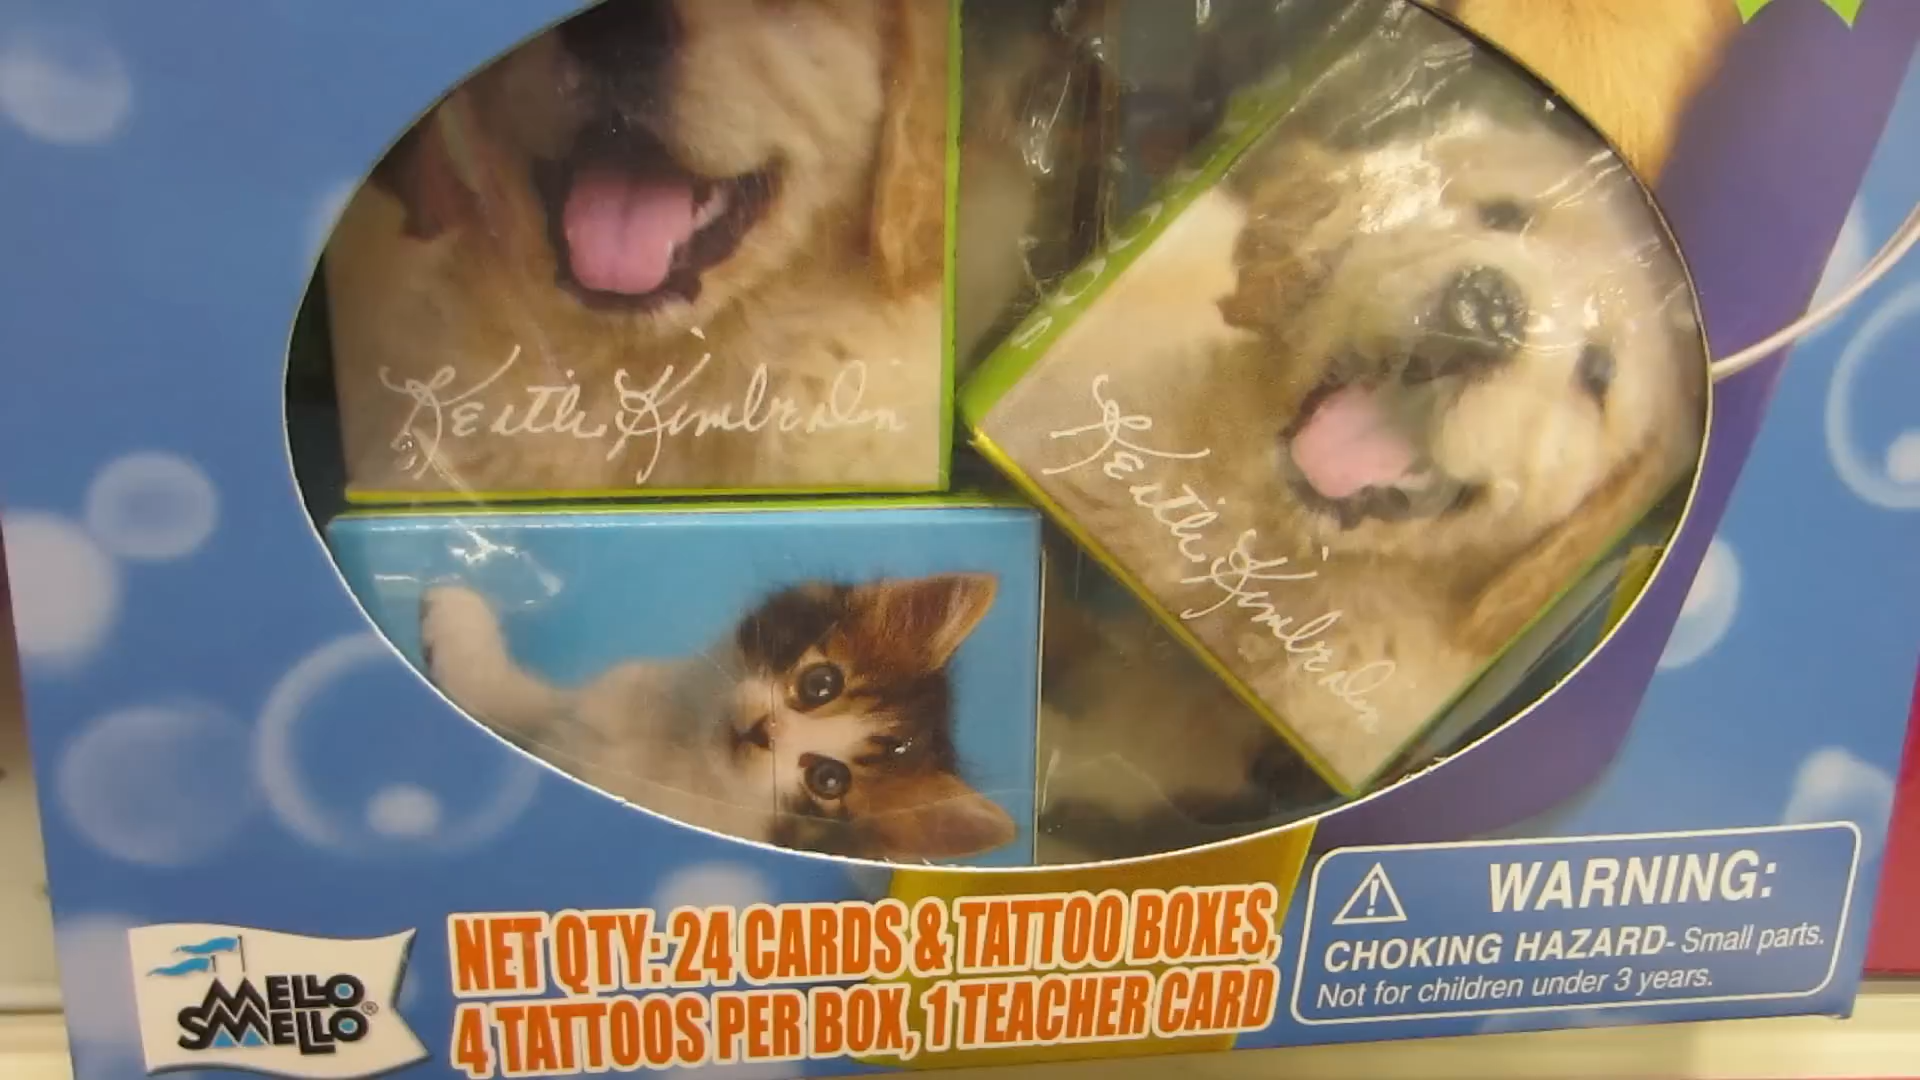 Keith Kimberlin
Keith Kimberlin
MELLO
SMELLO®
NET QTY: 24 CARDS & TATTOO BOXES,
4 TATTOOS PER BOX, 1 TEACHER CARD
WARNING:
CHOKING HAZARD- Small parts.
Not for children under 3 years.